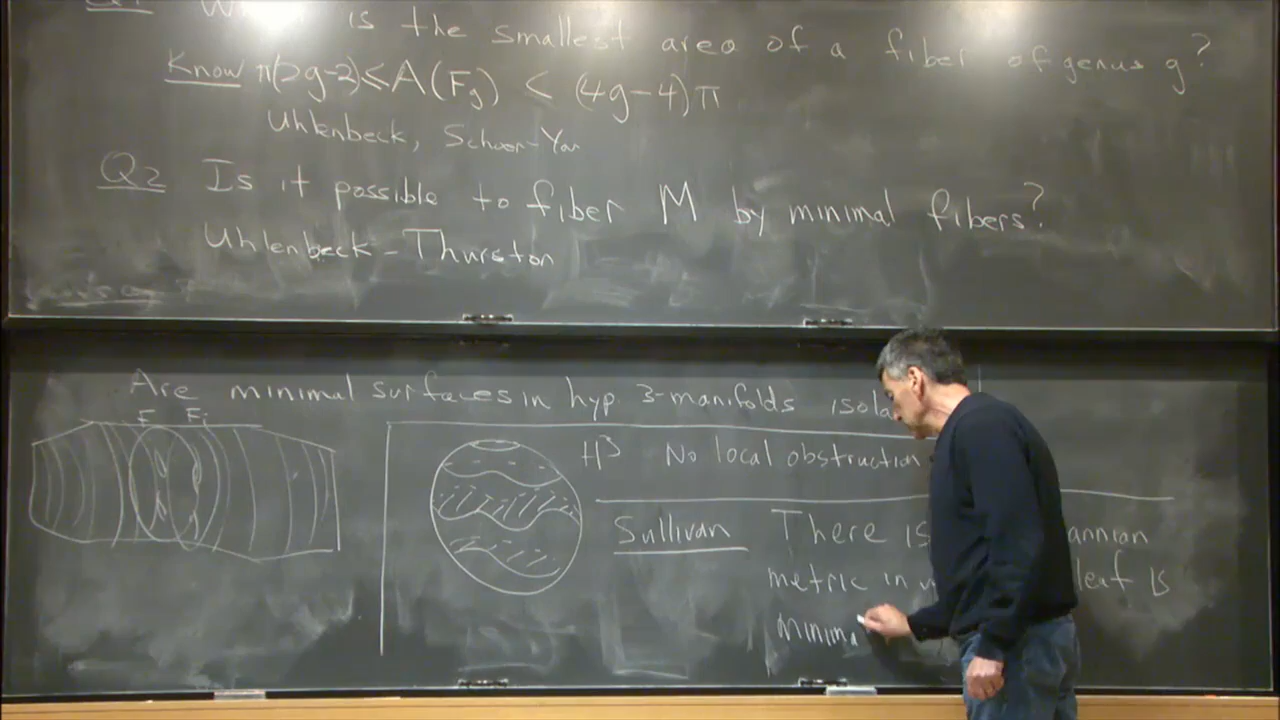 Q1 is the smallest area of a fiber of genus g?
Know π(2g-2) ≤ A(Fg) < (4g-4)π
Uhlenbeck, Schoen-Yau
Q2 Is it possible to fiber M by minimal fibers?
Uhlenbeck - Thurston
Are minimal surfaces in hyp 3-manifolds
F Fi
H³ No local obstruction
Sullivan There is
metric in leaf is